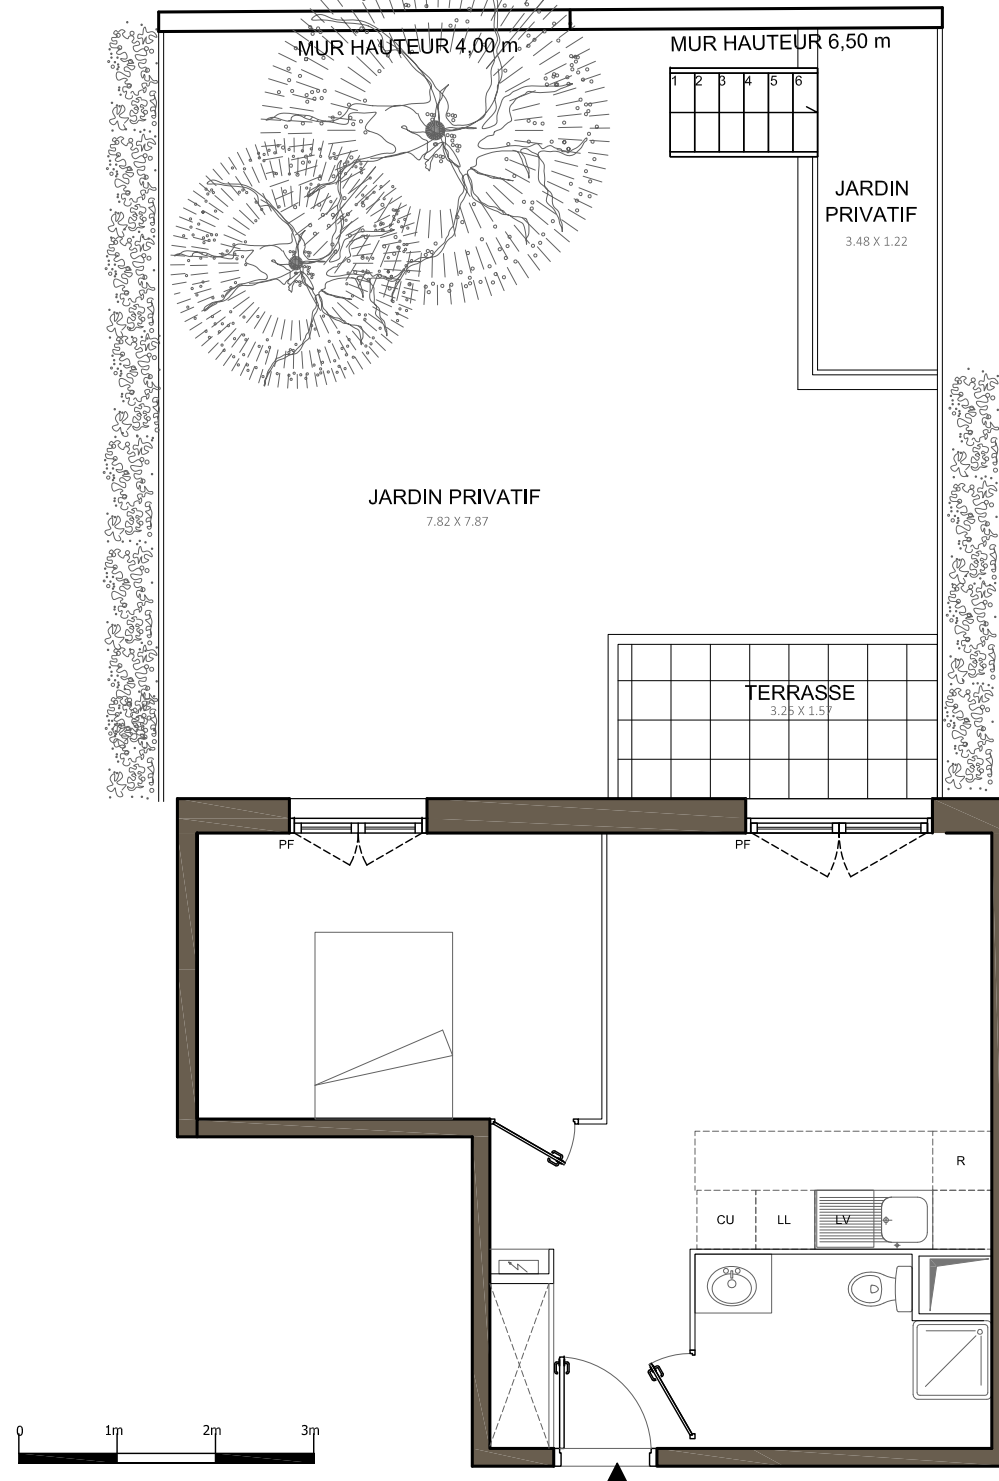 MUR HAUTEUR 4,00 m
MUR HAUTEUR 6,50 m
1 2 3 4 5 6
JARDIN
PRIVATIF
3.48 X 1.22
JARDIN PRIVATIF
7.82 X 7.87
TERRASSE
3.25 X 1.57
PF
PF
R
CU
LL
LV
0 1m 2m 3m